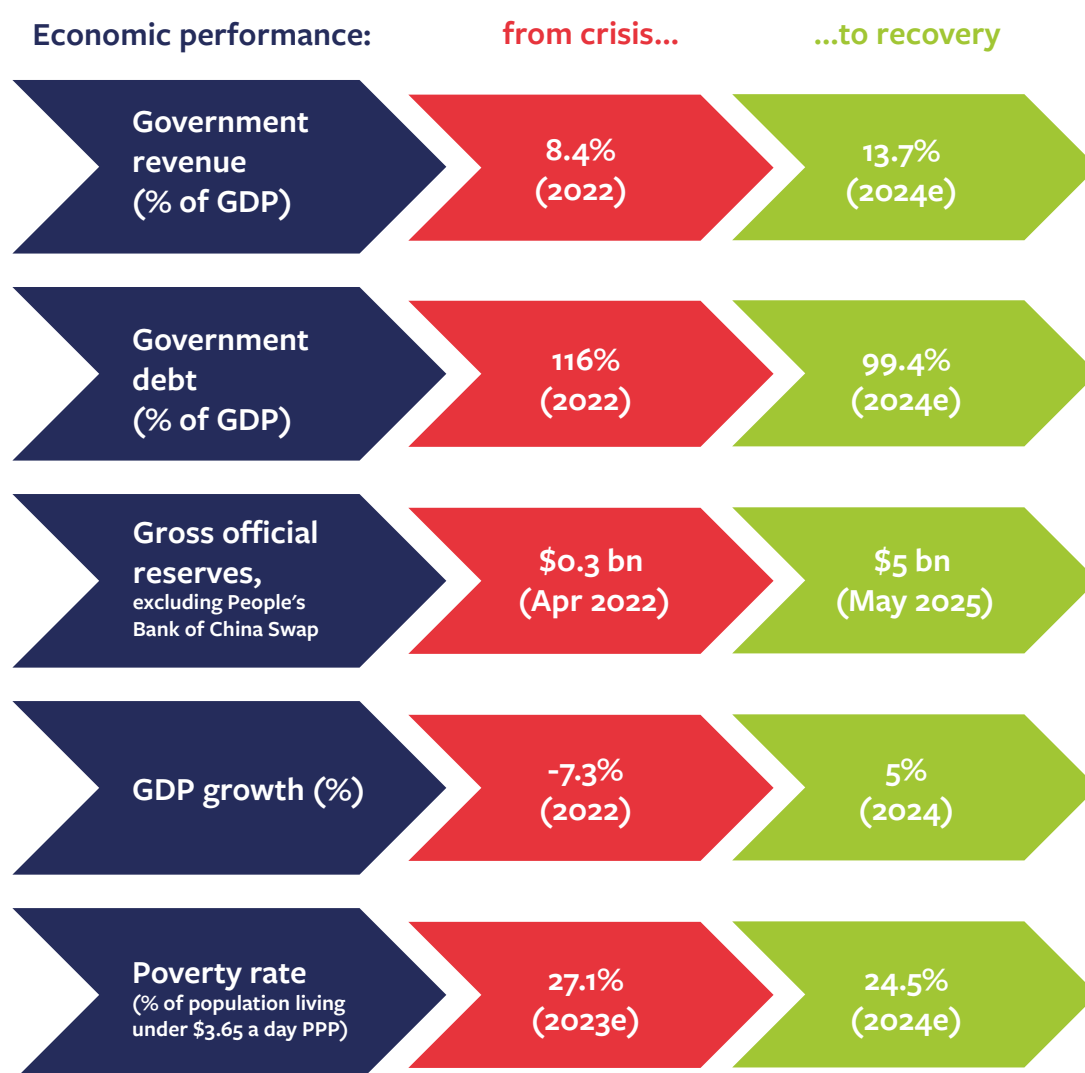 Economic performance:
from crisis...
...to recovery
Government
revenue
(% of GDP)
8.4%
(2022)
13.7%
(2024e)
Government
debt
(% of GDP)
116%
(2022)
99.4%
(2024e)
Gross official
reserves,
excluding People's
Bank of China Swap
$0.3 bn
(Apr 2022)
$5 bn
(May 2025)
GDP growth (%)
-7.3%
(2022)
5%
(2024)
Poverty rate
(% of population living
under $3.65 a day PPP)
27.1%
(2023e)
24.5%
(2024e)